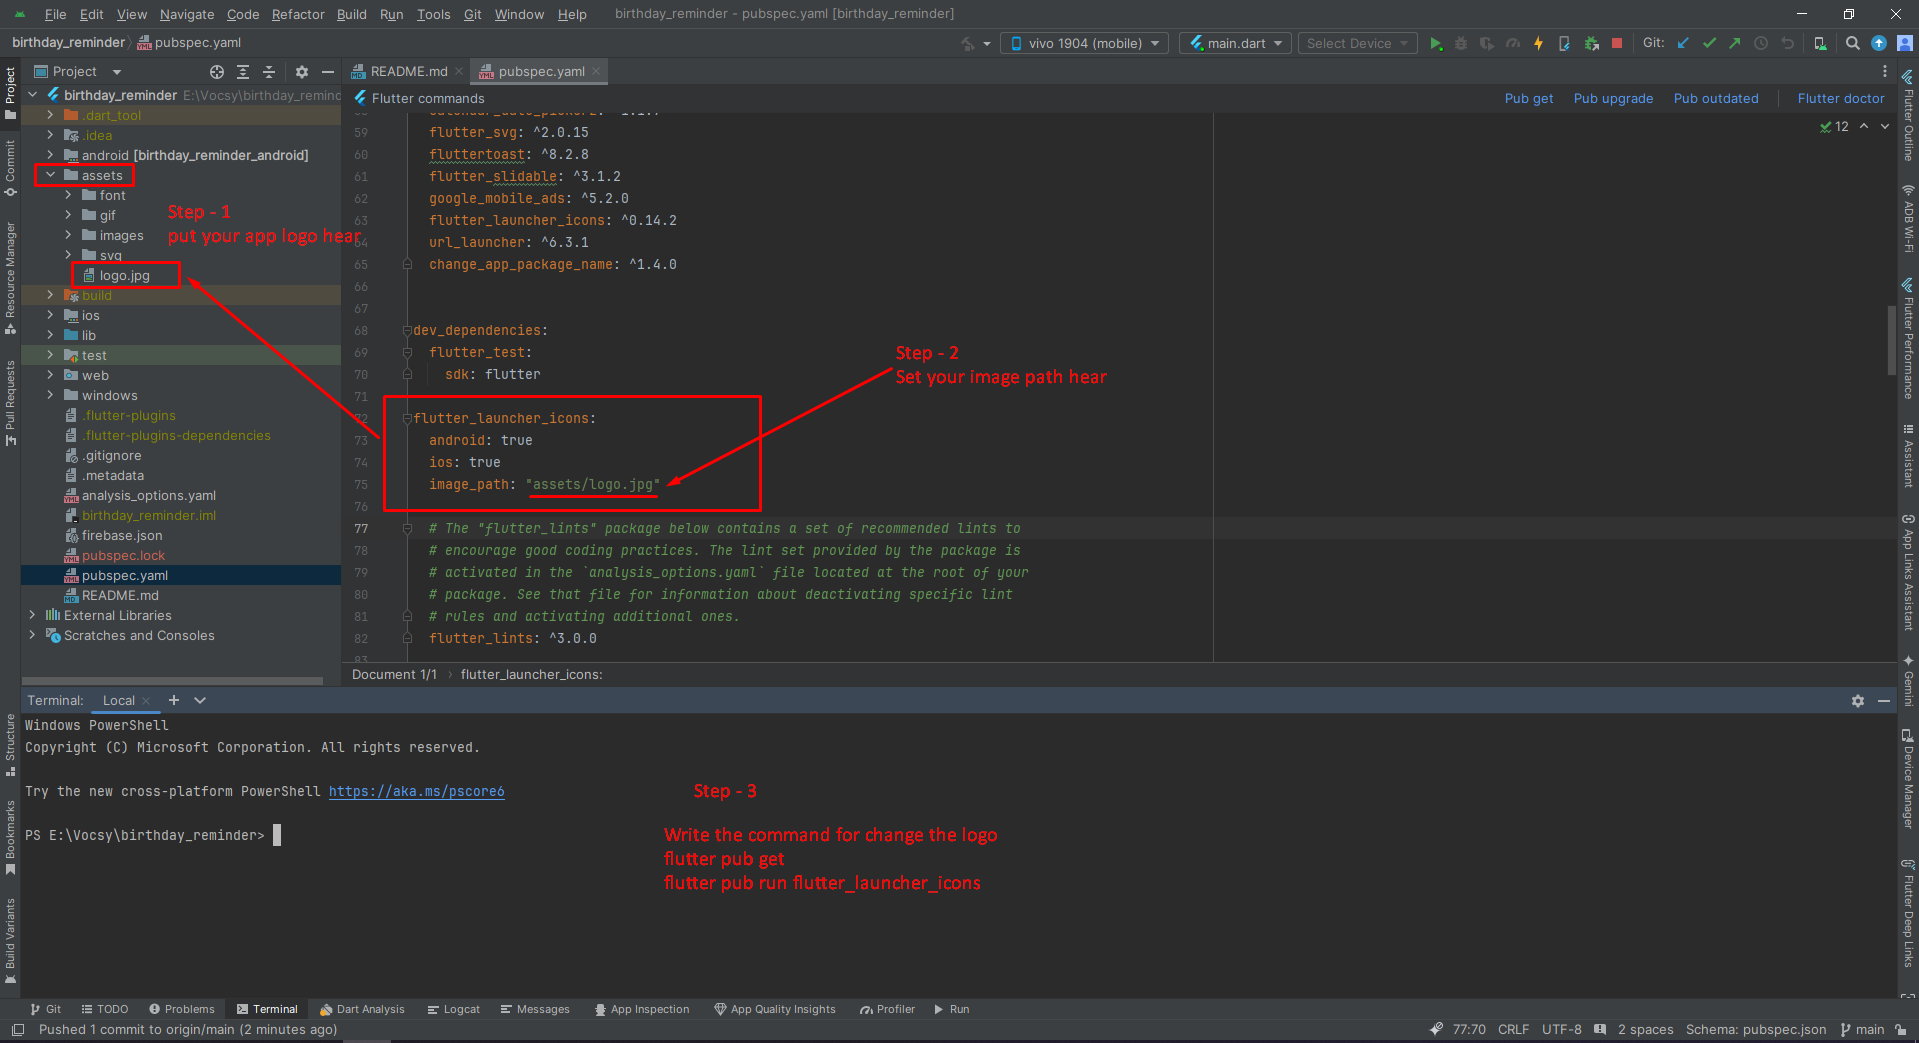 File Edit View Navigate Code Refactor Build Run Tools Git Window Help birthday_reminder - pubspec.yaml [birthday_reminder]
birthday_reminder pubspec.yaml
vivo 1904 (mobile) main.dart Select Device Git:
Project
README.md pubspec.yaml
Flutter commands Pub get Pub upgrade Pub outdated Flutter doctor
birthday_reminder E:\Vocsy\birthday_remind
.dart_tool
.idea
android [birthday_reminder_android]
assets
font
gif
images
svg
logo.jpg
build
ios
lib
test
web
windows
.flutter-plugins
.flutter-plugins-dependencies
.gitignore
.metadata
analysis_options.yaml
birthday_reminder.iml
firebase.json
pubspec.lock
pubspec.yaml
README.md
External Libraries
Scratches and Consoles
Step - 1
put your app logo hear
12
59 flutter_svg: ^2.0.15
60 fluttertoast: ^8.2.8
61 flutter_slidable: ^3.1.2
62 google_mobile_ads: ^5.2.0
63 flutter_launcher_icons: ^0.14.2
64 url_launcher: ^6.3.1
65 change_app_package_name: ^1.4.0
66
67
68 dev_dependencies:
69 flutter_test:
70 sdk: flutter
71
72 flutter_launcher_icons:
73 android: true
74 ios: true
75 image_path: "assets/logo.jpg"
76
77 # The "flutter_lints" package below contains a set of recommended lints to
78 # encourage good coding practices. The lint set provided by the package is
79 # activated in the `analysis_options.yaml` file located at the root of your
80 # package. See that file for information about deactivating specific lint
81 # rules and activating additional ones.
82 flutter_lints: ^3.0.0
83
Step - 2
Set your image path hear
Document 1/1 flutter_launcher_icons:
Terminal: Local
Windows PowerShell
Copyright (C) Microsoft Corporation. All rights reserved.
Try the new cross-platform PowerShell https://aka.ms/pscore6
PS E:\Vocsy\birthday_reminder>
Step - 3
Write the command for change the logo
flutter pub get
flutter pub run flutter_launcher_icons
Project
Commit
Resource Manager
Pull Requests
Structure
Bookmarks
Build Variants
Flutter Outline
ADB Wi-Fi
Flutter Performance
Assistant
App Links Assistant
Gemini
Device Manager
Flutter Deep Links
Git TODO Problems Terminal Dart Analysis Logcat Messages App Inspection App Quality Insights Profiler Run
Pushed 1 commit to origin/main (2 minutes ago) 77:70 CRLF UTF-8 2 spaces Schema: pubspec.json main